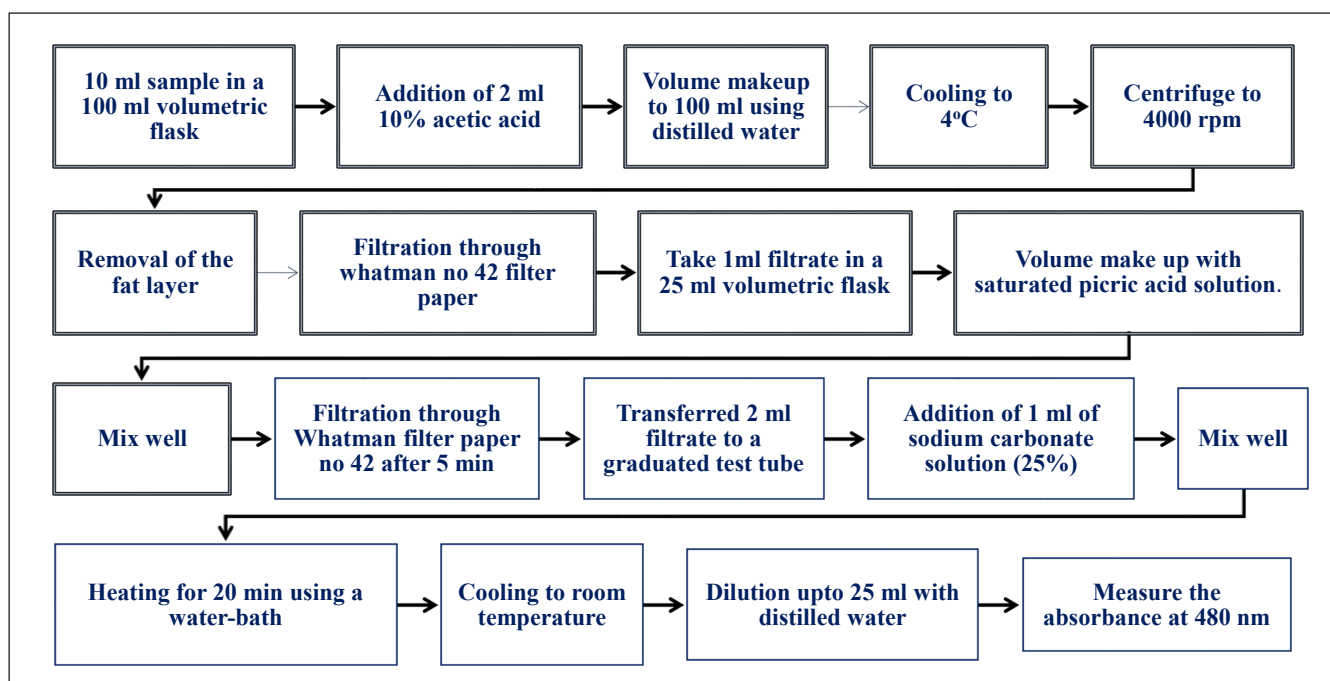 10 ml sample in a
100 ml volumetric
flask
Addition of 2 ml
10% acetic acid
Volume makeup
to 100 ml using
distilled water
Cooling to
4ᵒC
Centrifuge to
4000 rpm
Removal of the
fat layer
Filtration through
whatman no 42 filter
paper
Take 1ml filtrate in a
25 ml volumetric flask
Volume make up with
saturated picric acid solution.
Mix well
Filtration through
Whatman filter paper
no 42 after 5 min
Transferred 2 ml
filtrate to a
graduated test tube
Addition of 1 ml of
sodium carbonate
solution (25%)
Mix well
Heating for 20 min using a
water-bath
Cooling to room
temperature
Dilution upto 25 ml with
distilled water
Measure the
absorbance at 480 nm